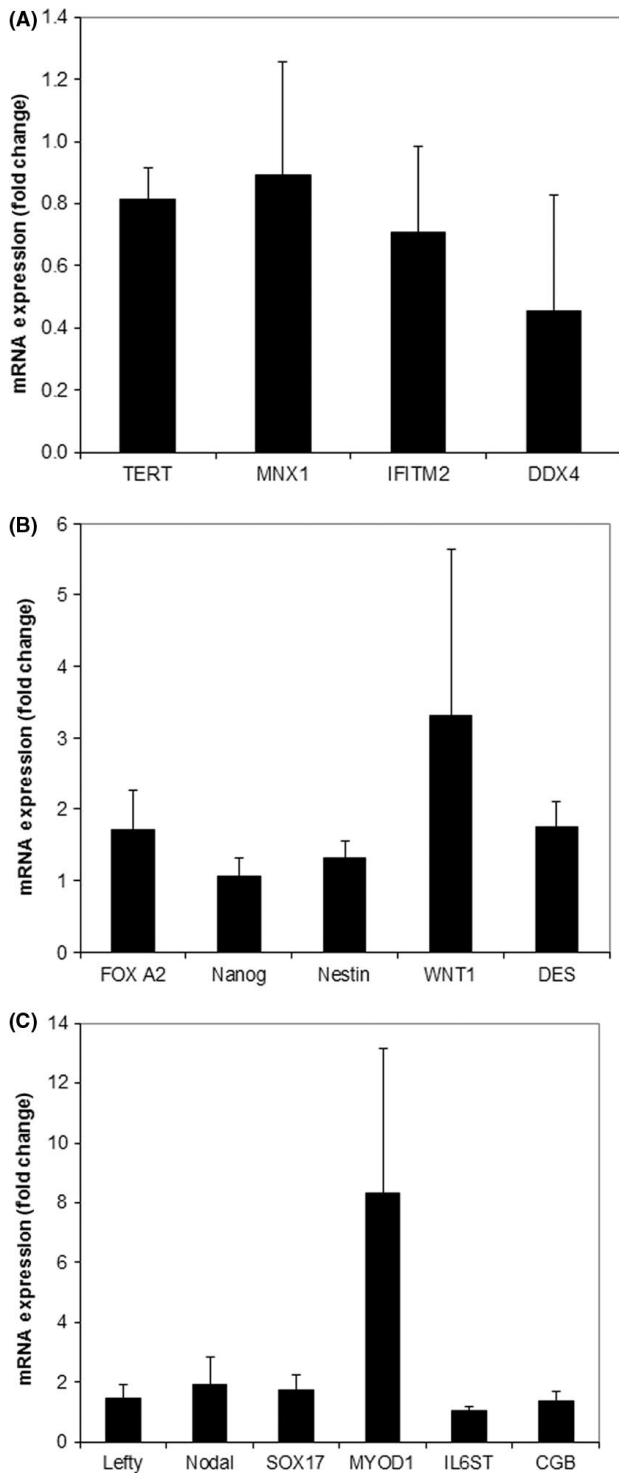 (A)
1.4
1.2
1.0
0.8
0.6
0.4
0.2
0.0
mRNA expression (fold change)
TERT MNX1 IFITM2 DDX4
(B)
6
5
4
3
2
1
0
mRNA expression (fold change)
FOX A2 Nanog Nestin WNT1 DES
(C)
14
12
10
8
6
4
2
0
mRNA expression (fold change)
Lefty Nodal SOX17 MYOD1 IL6ST CGB